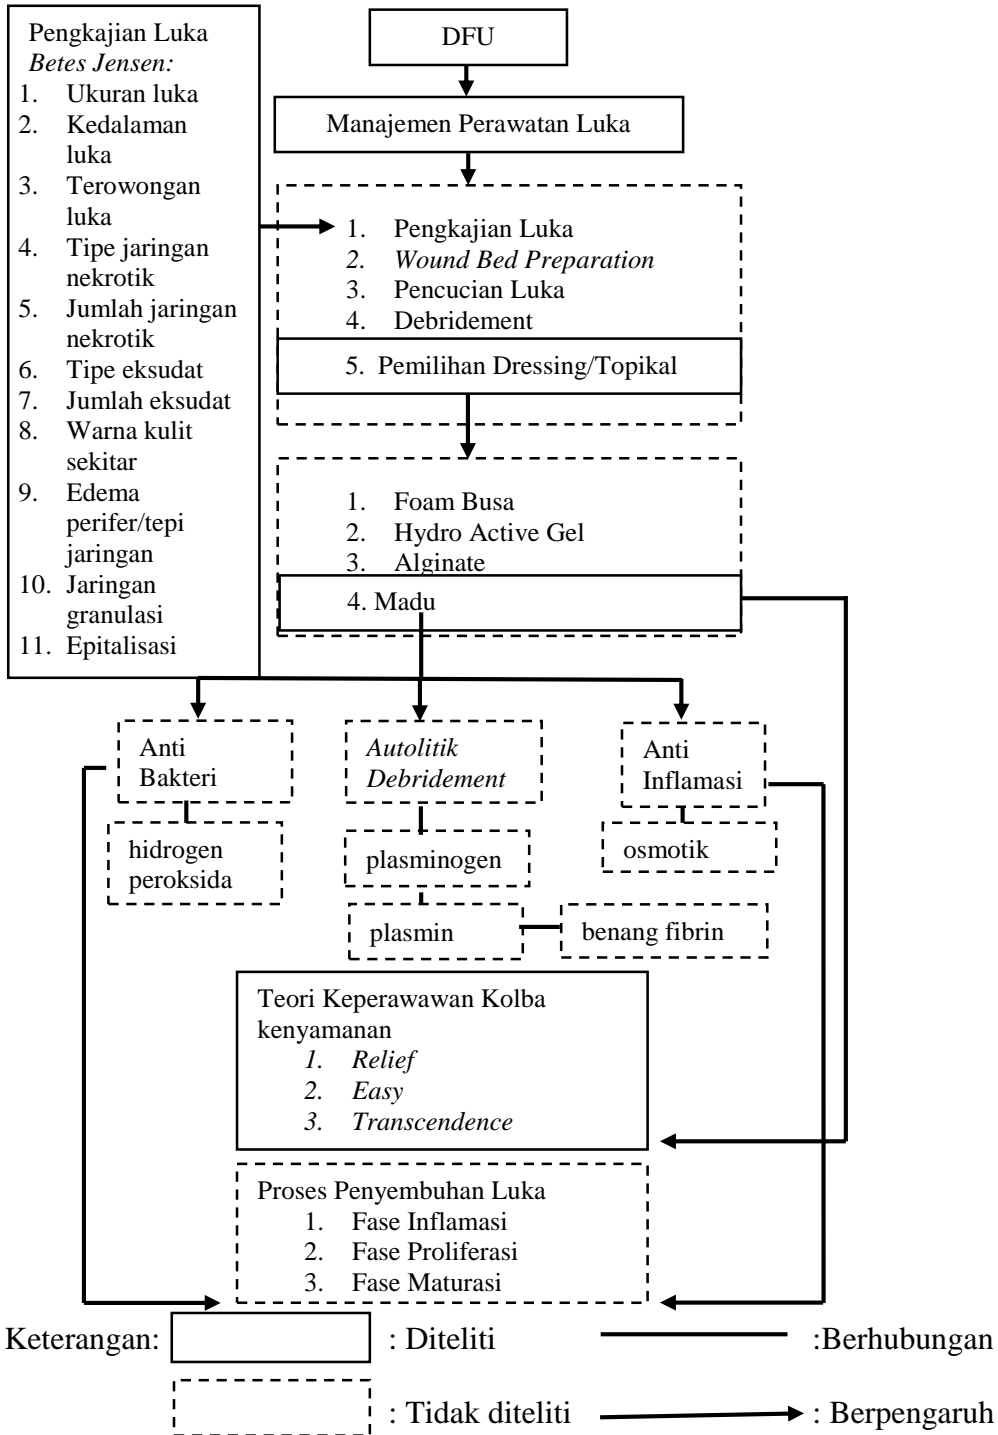 Pengkajian Luka
Betes Jensen:
1. Ukuran luka
2. Kedalaman
luka
3. Terowongan
luka
4. Tipe jaringan
nekrotik
5. Jumlah jaringan
nekrotik
6. Tipe eksudat
7. Jumlah eksudat
8. Warna kulit
sekitar
9. Edema
perifer/tepi
jaringan
10. Jaringan
granulasi
11. Epitalisasi
DFU
Manajemen Perawatan Luka
1. Pengkajian Luka
2. Wound Bed Preparation
3. Pencucian Luka
4. Debridement
5. Pemilihan Dressing/Topikal
1. Foam Busa
2. Hydro Active Gel
3. Alginate
4. Madu
Anti
Bakteri
Autolitik
Debridement
Anti
Inflamasi
hidrogen
peroksida
plasminogen
osmotik
plasmin
benang fibrin
Teori Keperawawan Kolba
kenyamanan
1. Relief
2. Easy
3. Transcendence
Proses Penyembuhan Luka
1. Fase Inflamasi
2. Fase Proliferasi
3. Fase Maturasi
Keterangan: : Diteliti :Berhubungan
: Tidak diteliti : Berpengaruh